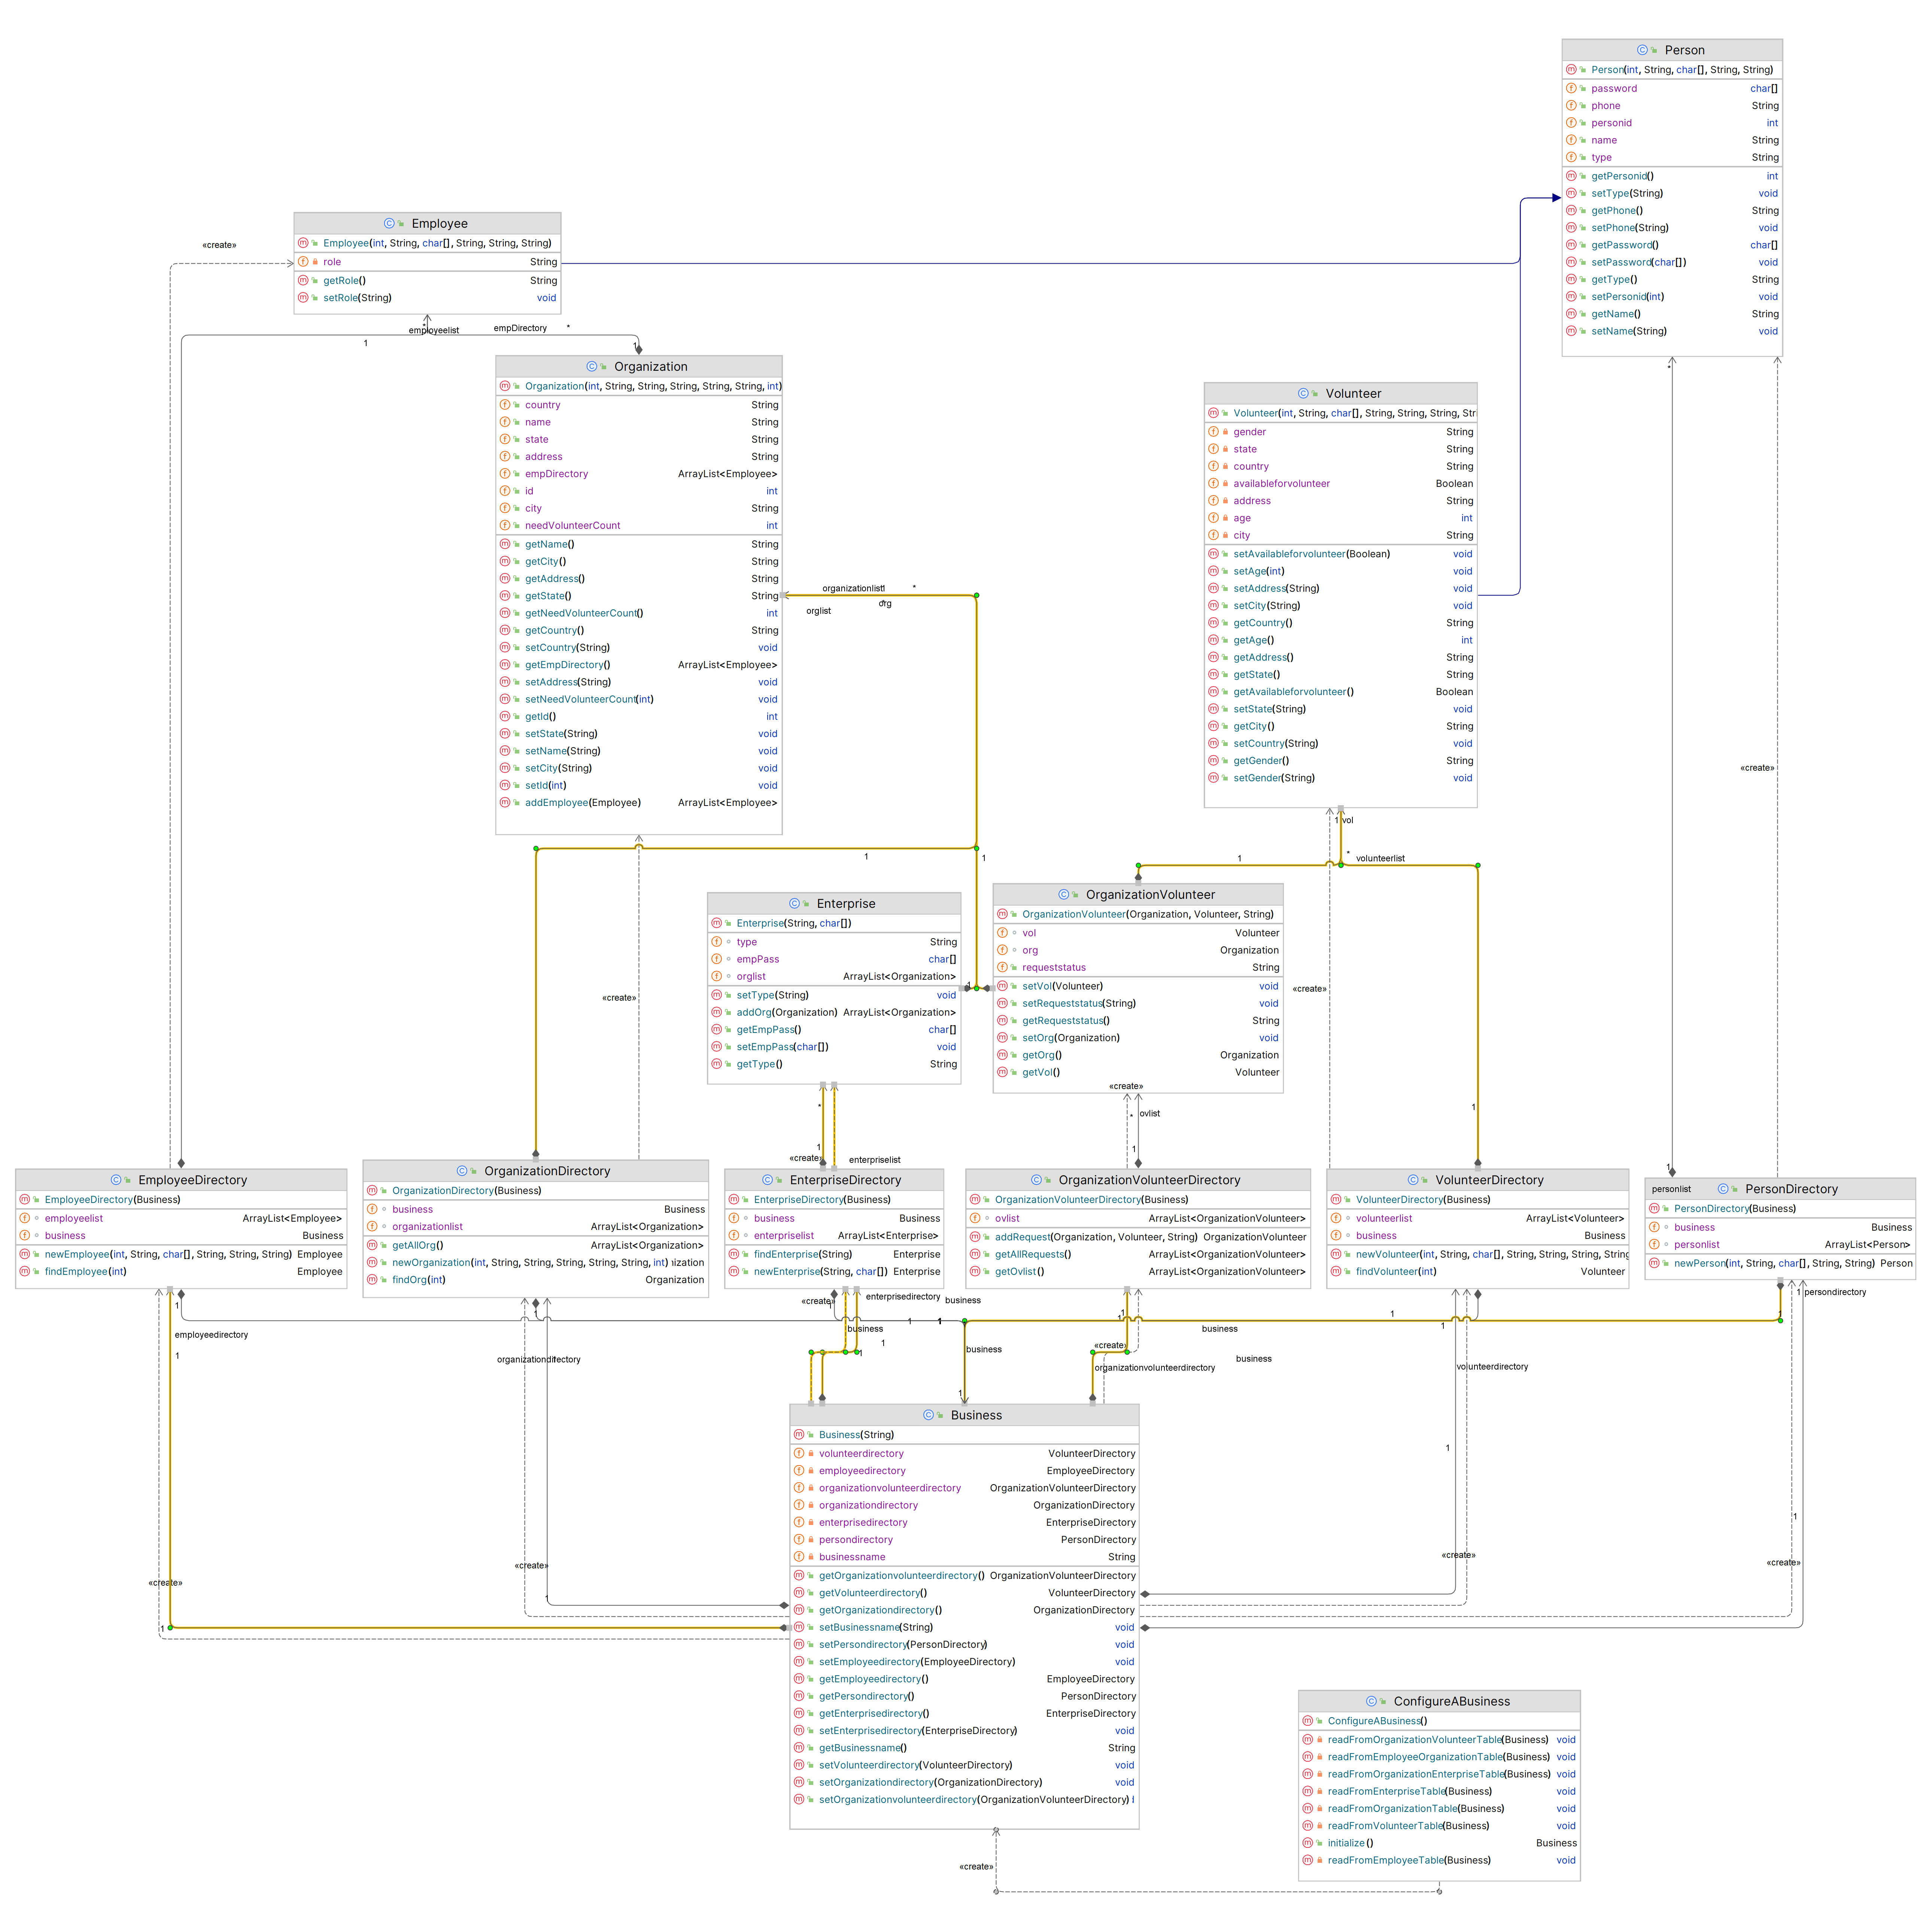 Person
Person(int, String, char[], String, String)
password char[]
phone String
personid int
name String
type String
getPersonid() int
setType(String) void
getPhone() String
setPhone(String) void
getPassword() char[]
setPassword(char[]) void
getType() String
setPersonid(int) void
getName() String
setName(String) void
Employee
Employee(int, String, char[], String, String, String)
role String
getRole() String
setRole(String) void
«create»
employeelist
empDirectory
*
*
1
1
Organization
Organization(int, String, String, String, String, String, int)
country String
name String
state String
address String
empDirectory ArrayList<Employee>
id int
city String
needVolunteerCount int
getName() String
getCity() String
getAddress() String
getState() String
getNeedVolunteerCount() int
getCountry() String
setCountry(String) void
getEmpDirectory() ArrayList<Employee>
setAddress(String) void
setNeedVolunteerCount(int) void
getId() int
setState(String) void
setName(String) void
setCity(String) void
setId(int) void
addEmployee(Employee) ArrayList<Employee>
organizationlist 1 *
orglist
org
*
Volunteer
Volunteer(int, String, char[], String, String, String, Str
gender String
state String
country String
availableforvolunteer Boolean
address String
age int
city String
setAvailableforvolunteer(Boolean) void
setAge(int) void
setAddress(String) void
setCity(String) void
getCountry() String
getAge() int
getAddress() String
getState() String
getAvailableforvolunteer() Boolean
setState(String) void
getCity() String
setCountry(String) void
getGender() String
setGender(String) void
*
«create»
1 vol
* volunteerlist
1
1
1
Enterprise
Enterprise(String, char[])
type String
empPass char[]
orglist ArrayList<Organization>
setType(String) void
addOrg(Organization) ArrayList<Organization>
getEmpPass() char[]
setEmpPass(char[]) void
getType() String
1
OrganizationVolunteer
OrganizationVolunteer(Organization, Volunteer, String)
vol Volunteer
org Organization
requeststatus String
setVol(Volunteer) void
setRequeststatus(String) void
getRequeststatus() String
setOrg(Organization) void
getOrg() Organization
getVol() Volunteer
«create»
«create»
«create»
* ovlist
1
*
1
1
«create»
enterpriselist
EmployeeDirectory
EmployeeDirectory(Business)
employeelist ArrayList<Employee>
business Business
newEmployee(int, String, char[], String, String, String) Employee
findEmployee(int) Employee
OrganizationDirectory
OrganizationDirectory(Business)
business Business
organizationlist ArrayList<Organization>
getAllOrg() ArrayList<Organization>
newOrganization(int, String, String, String, String, String, int) ization
findOrg(int) Organization
EnterpriseDirectory
EnterpriseDirectory(Business)
business Business
enterpriselist ArrayList<Enterprise>
findEnterprise(String) Enterprise
newEnterprise(String, char[]) Enterprise
OrganizationVolunteerDirectory
OrganizationVolunteerDirectory(Business)
ovlist ArrayList<OrganizationVolunteer>
addRequest(Organization, Volunteer, String) OrganizationVolunteer
getAllRequests() ArrayList<OrganizationVolunteer>
getOvlist() ArrayList<OrganizationVolunteer>
VolunteerDirectory
VolunteerDirectory(Business)
volunteerlist ArrayList<Volunteer>
business Business
newVolunteer(int, String, char[], String, String, String, String
findVolunteer(int) Volunteer
1
personlist PersonDirectory
PersonDirectory(Business)
business Business
personlist ArrayList<Person>
newPerson(int, String, char[], String, String) Person
1 persondirectory
1
employeedirectory
1
organizationdirectory
1
«create»
enterprisedirectory
business
1
business
1
1
business
1
«create»
organizationvolunteerdirectory
business
business
1
1
volunteerdirectory
1
1
1
1
«create»
«create»
«create»
«create»
1
1
Business
Business(String)
volunteerdirectory VolunteerDirectory
employeedirectory EmployeeDirectory
organizationvolunteerdirectory OrganizationVolunteerDirectory
organizationdirectory OrganizationDirectory
enterprisedirectory EnterpriseDirectory
persondirectory PersonDirectory
businessname String
getOrganizationvolunteerdirectory() OrganizationVolunteerDirectory
getVolunteerdirectory() VolunteerDirectory
getOrganizationdirectory() OrganizationDirectory
setBusinessname(String) void
setPersondirectory(PersonDirectory) void
setEmployeedirectory(EmployeeDirectory) void
getEmployeedirectory() EmployeeDirectory
getPersondirectory() PersonDirectory
getEnterprisedirectory() EnterpriseDirectory
setEnterprisedirectory(EnterpriseDirectory) void
getBusinessname() String
setVolunteerdirectory(VolunteerDirectory) void
setOrganizationdirectory(OrganizationDirectory) void
setOrganizationvolunteerdirectory(OrganizationVolunteerDirectory)
«create»
ConfigureABusiness
ConfigureABusiness()
readFromOrganizationVolunteerTable(Business) void
readFromEmployeeOrganizationTable(Business) void
readFromOrganizationEnterpriseTable(Business) void
readFromEnterpriseTable(Business) void
readFromOrganizationTable(Business) void
readFromVolunteerTable(Business) void
initialize() Business
readFromEmployeeTable(Business) void